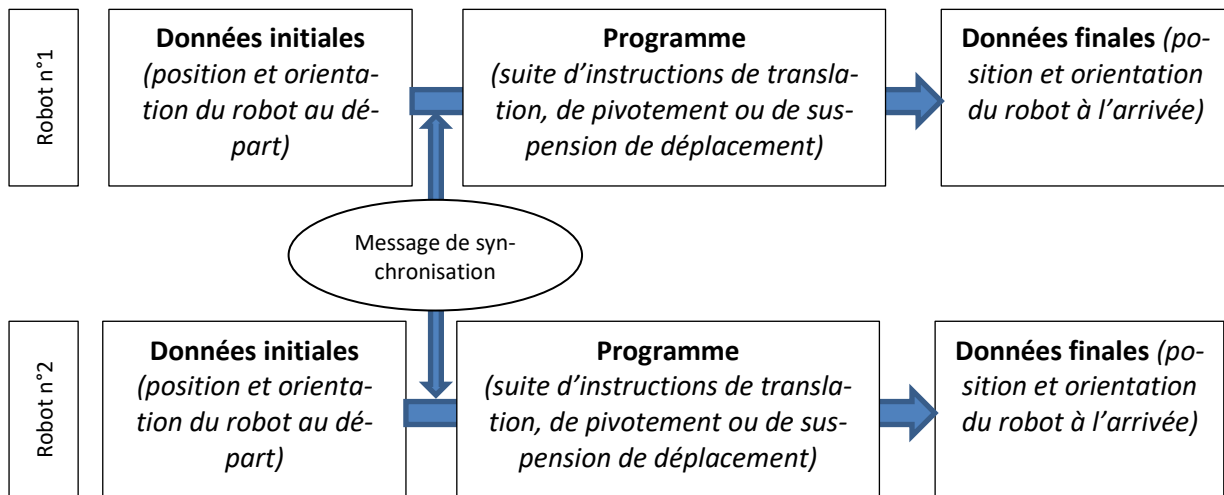 Robot n°1
Données initiales
(position et orienta-
tion du robot au dé-
part)
Programme
(suite d’instructions de transla-
tion, de pivotement ou de sus-
pension de déplacement)
Données finales (po-
sition et orientation
du robot à l’arrivée)
Message de syn-
chronisation
Robot n°2
Données initiales
(position et orienta-
tion du robot au dé-
part)
Programme
(suite d’instructions de transla-
tion, de pivotement ou de sus-
pension de déplacement)
Données finales (po-
sition et orientation
du robot à l’arrivée)